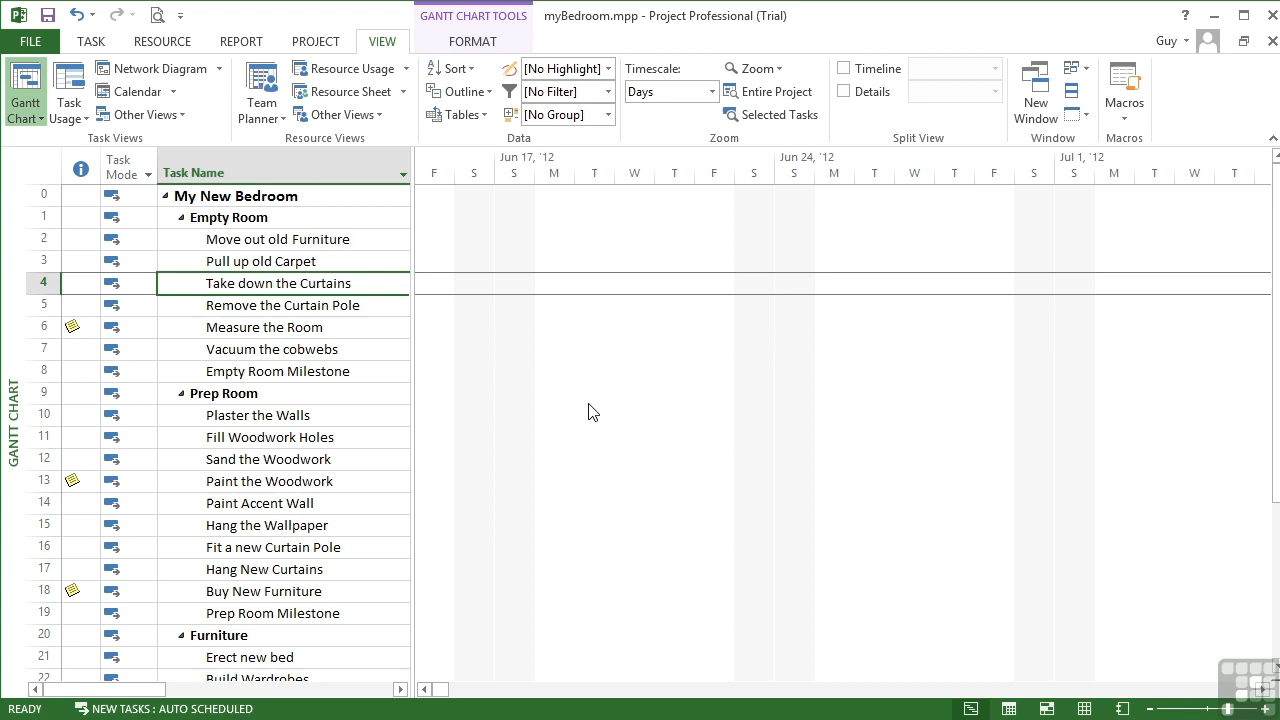 GANTT CHART TOOLS
myBedroom.mpp - Project Professional (Trial)
?
FILE TASK RESOURCE REPORT PROJECT VIEW FORMAT Guy
Gantt Chart
Task Usage
Network Diagram
Calendar
Other Views
Task Views
Team Planner
Resource Usage
Resource Sheet
Other Views
Resource Views
Sort
Outline
Tables
[No Highlight]
[No Filter]
[No Group]
Data
Timescale:
Days
Zoom
Entire Project
Selected Tasks
Zoom
Timeline
Details
Split View
New Window
Window
Macros
Macros
Task Mode
Task Name
Jun 17, '12 Jun 24, '12 Jul 1, '12
F S S M T W T F S S M T W T F S S M T W T
0 My New Bedroom
1 Empty Room
2 Move out old Furniture
3 Pull up old Carpet
4 Take down the Curtains
5 Remove the Curtain Pole
6 Measure the Room
7 Vacuum the cobwebs
8 Empty Room Milestone
9 Prep Room
10 Plaster the Walls
11 Fill Woodwork Holes
12 Sand the Woodwork
13 Paint the Woodwork
14 Paint Accent Wall
15 Hang the Wallpaper
16 Fit a new Curtain Pole
17 Hang New Curtains
18 Buy New Furniture
19 Prep Room Milestone
20 Furniture
21 Erect new bed
22 Build Wardrobes
GANTT CHART
READY NEW TASKS : AUTO SCHEDULED